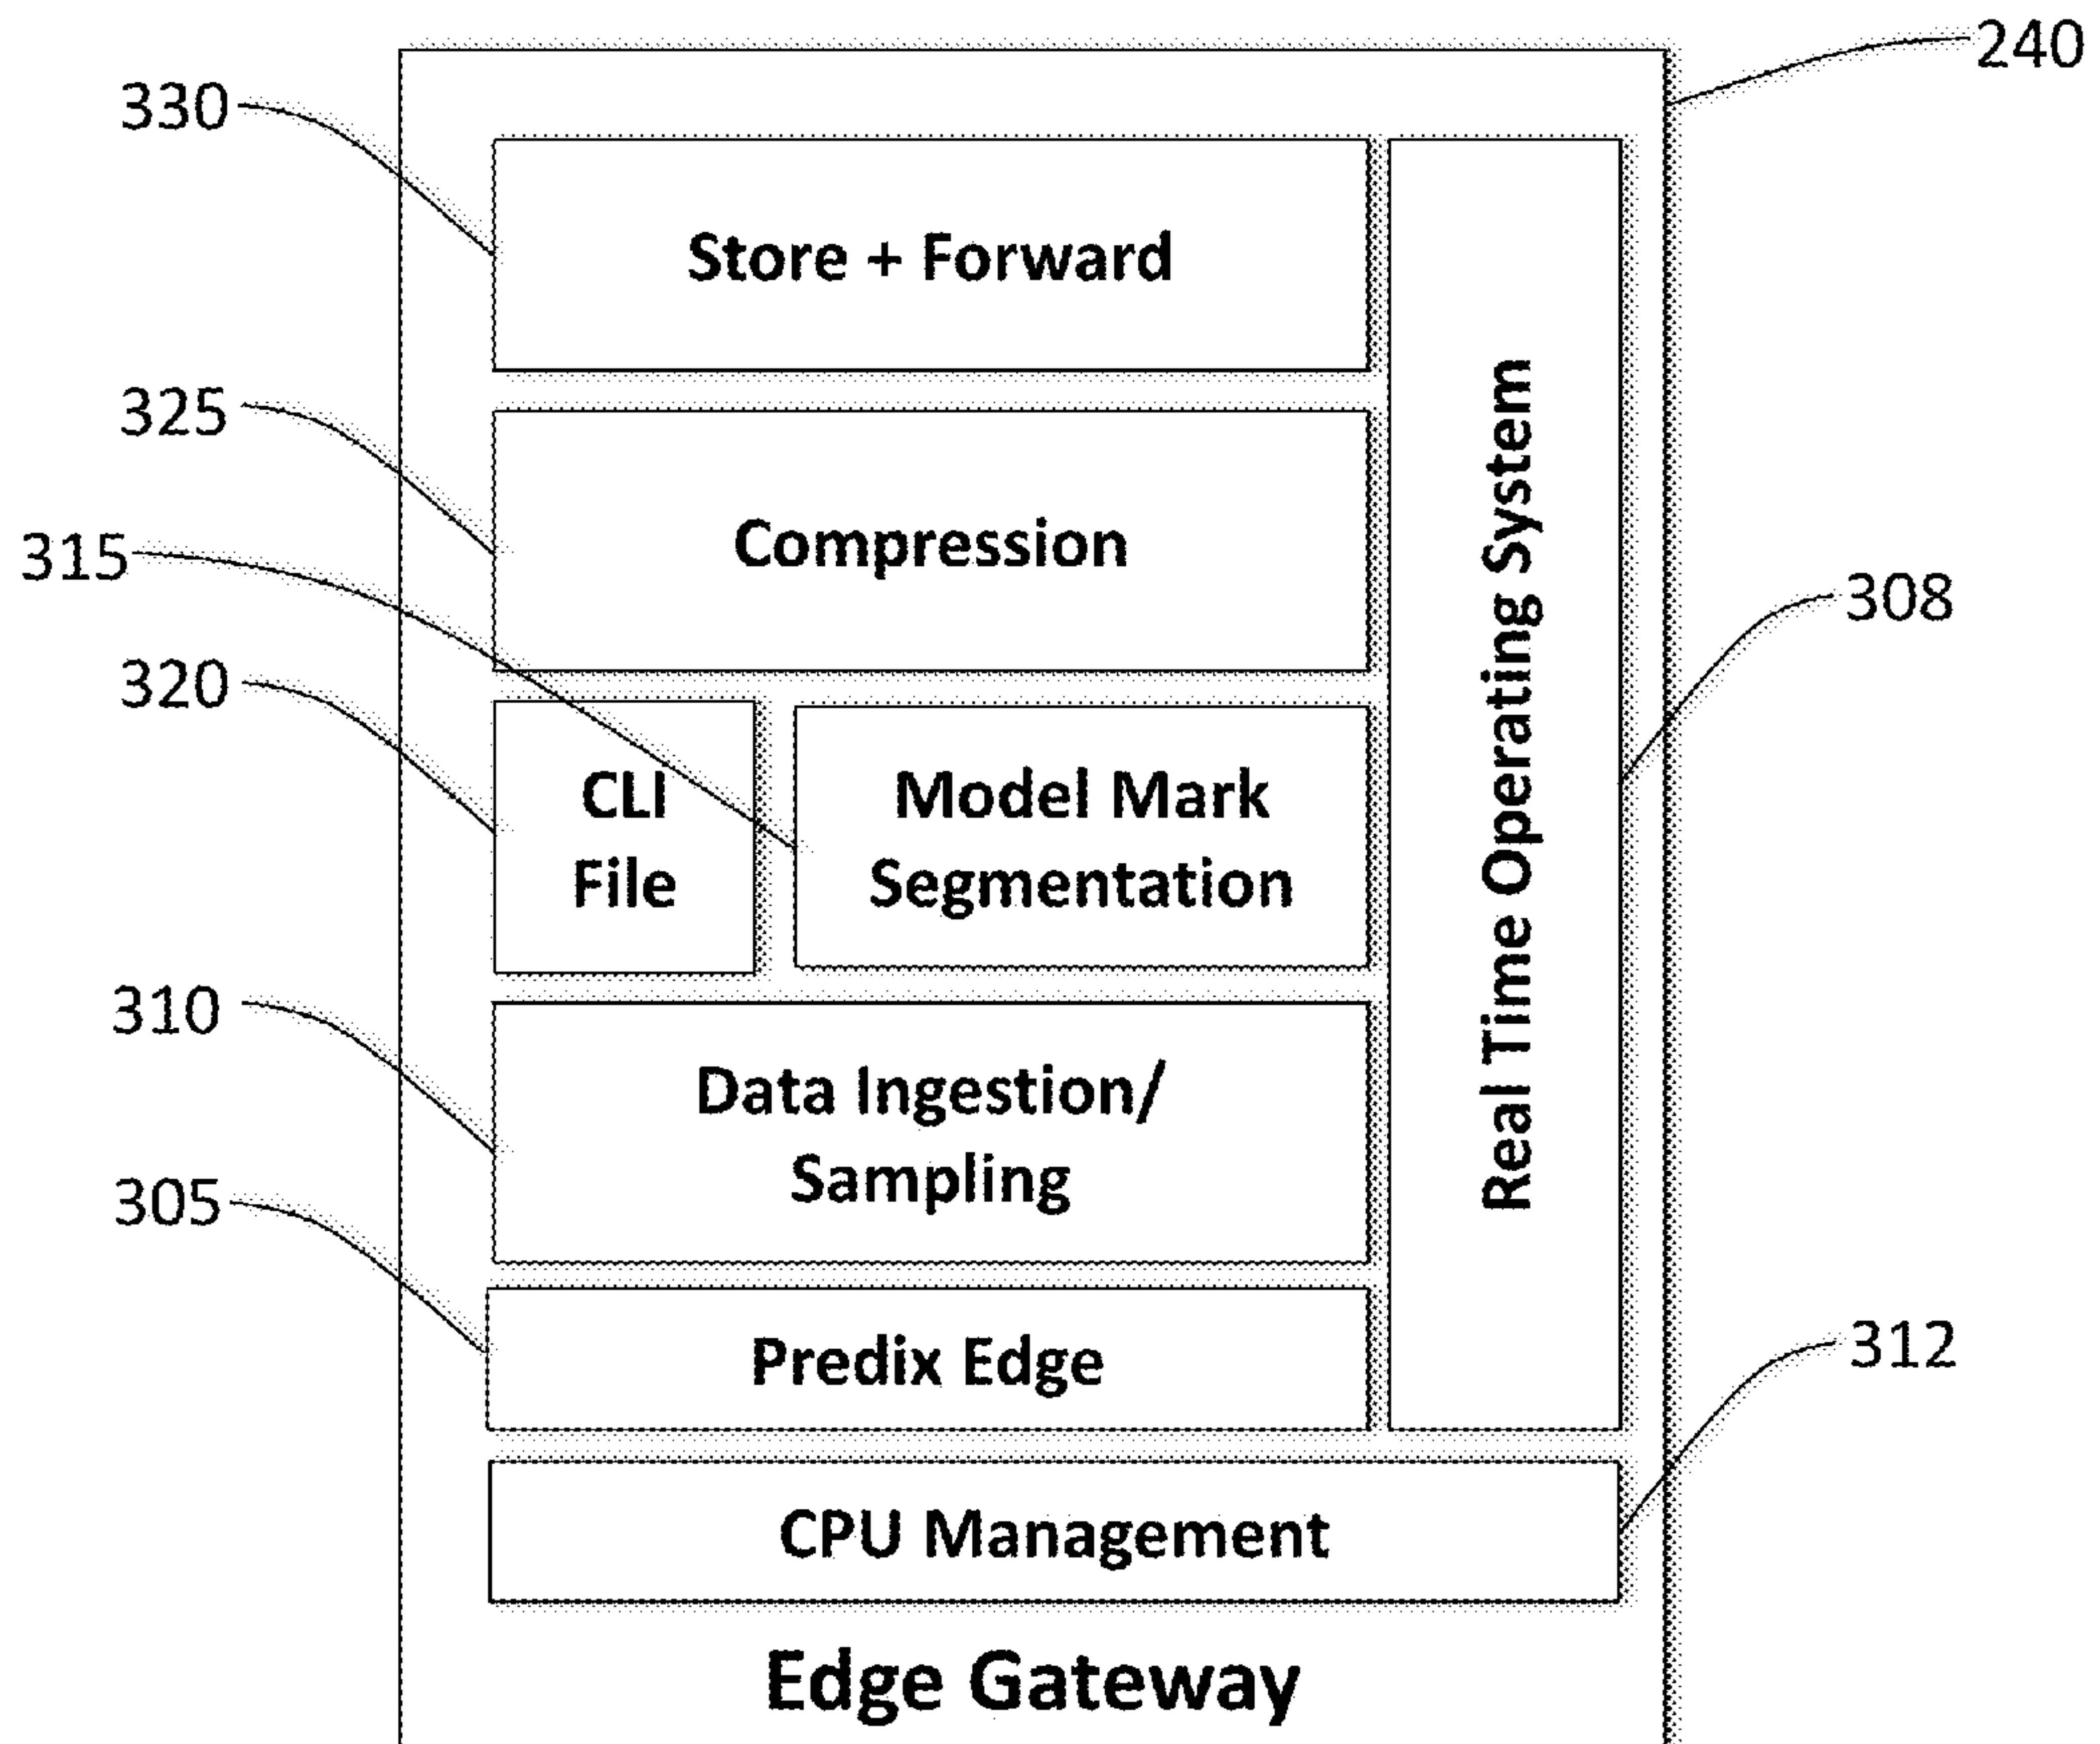 240
330
Store + Forward
325
Compression
315
308
320
CLI
File
Model Mark
Segmentation
Real Time Operating System
310
Data Ingestion/
Sampling
305
Predix Edge
312
CPU Management
Edge Gateway